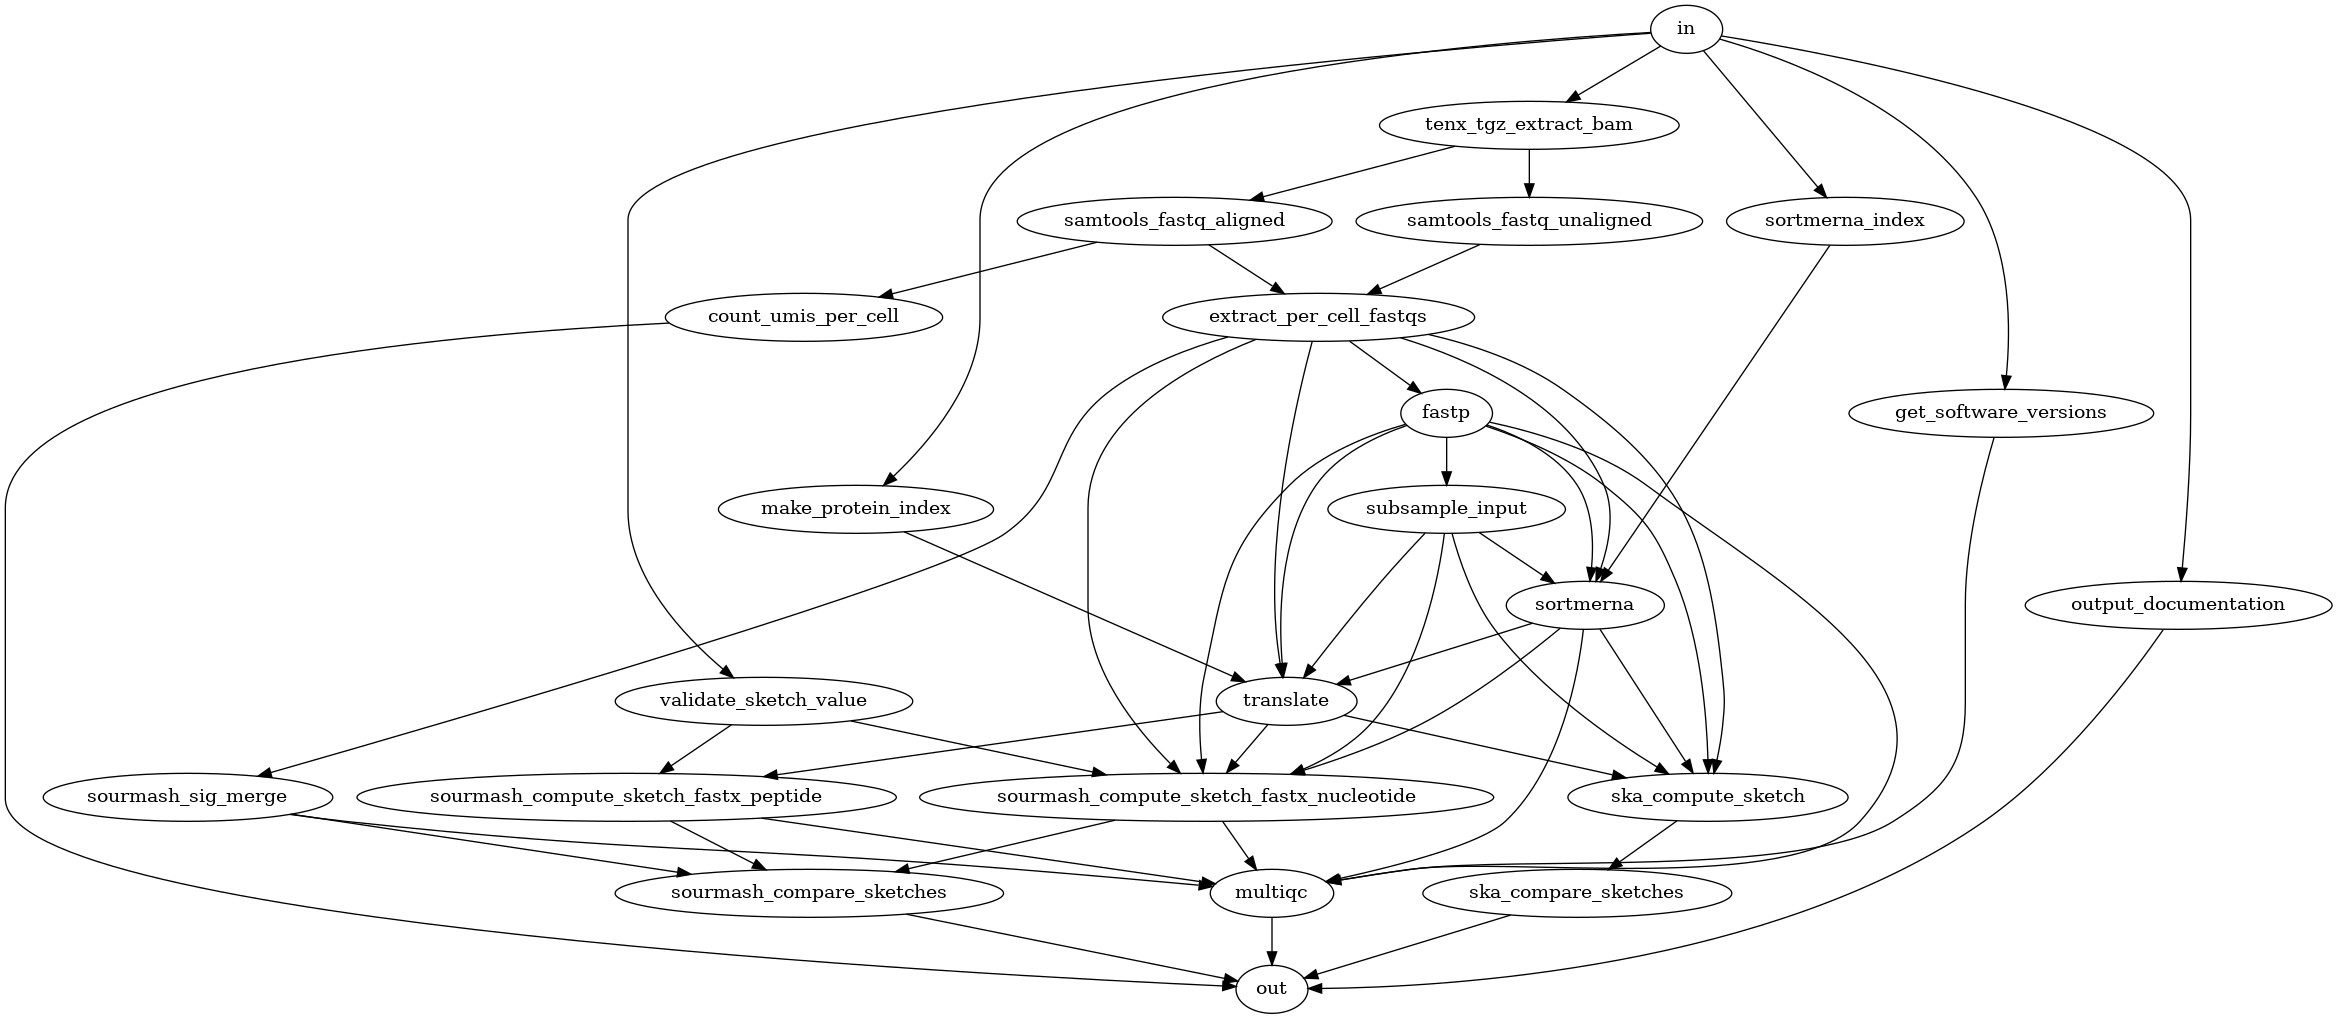 in
tenx_tgz_extract_bam
samtools_fastq_aligned
samtools_fastq_unaligned
sortmerna_index
count_umis_per_cell
extract_per_cell_fastqs
fastp
get_software_versions
make_protein_index
subsample_input
sortmerna
output_documentation
validate_sketch_value
translate
sourmash_sig_merge
sourmash_compute_sketch_fastx_peptide
sourmash_compute_sketch_fastx_nucleotide
ska_compute_sketch
sourmash_compare_sketches
multiqc
ska_compare_sketches
out